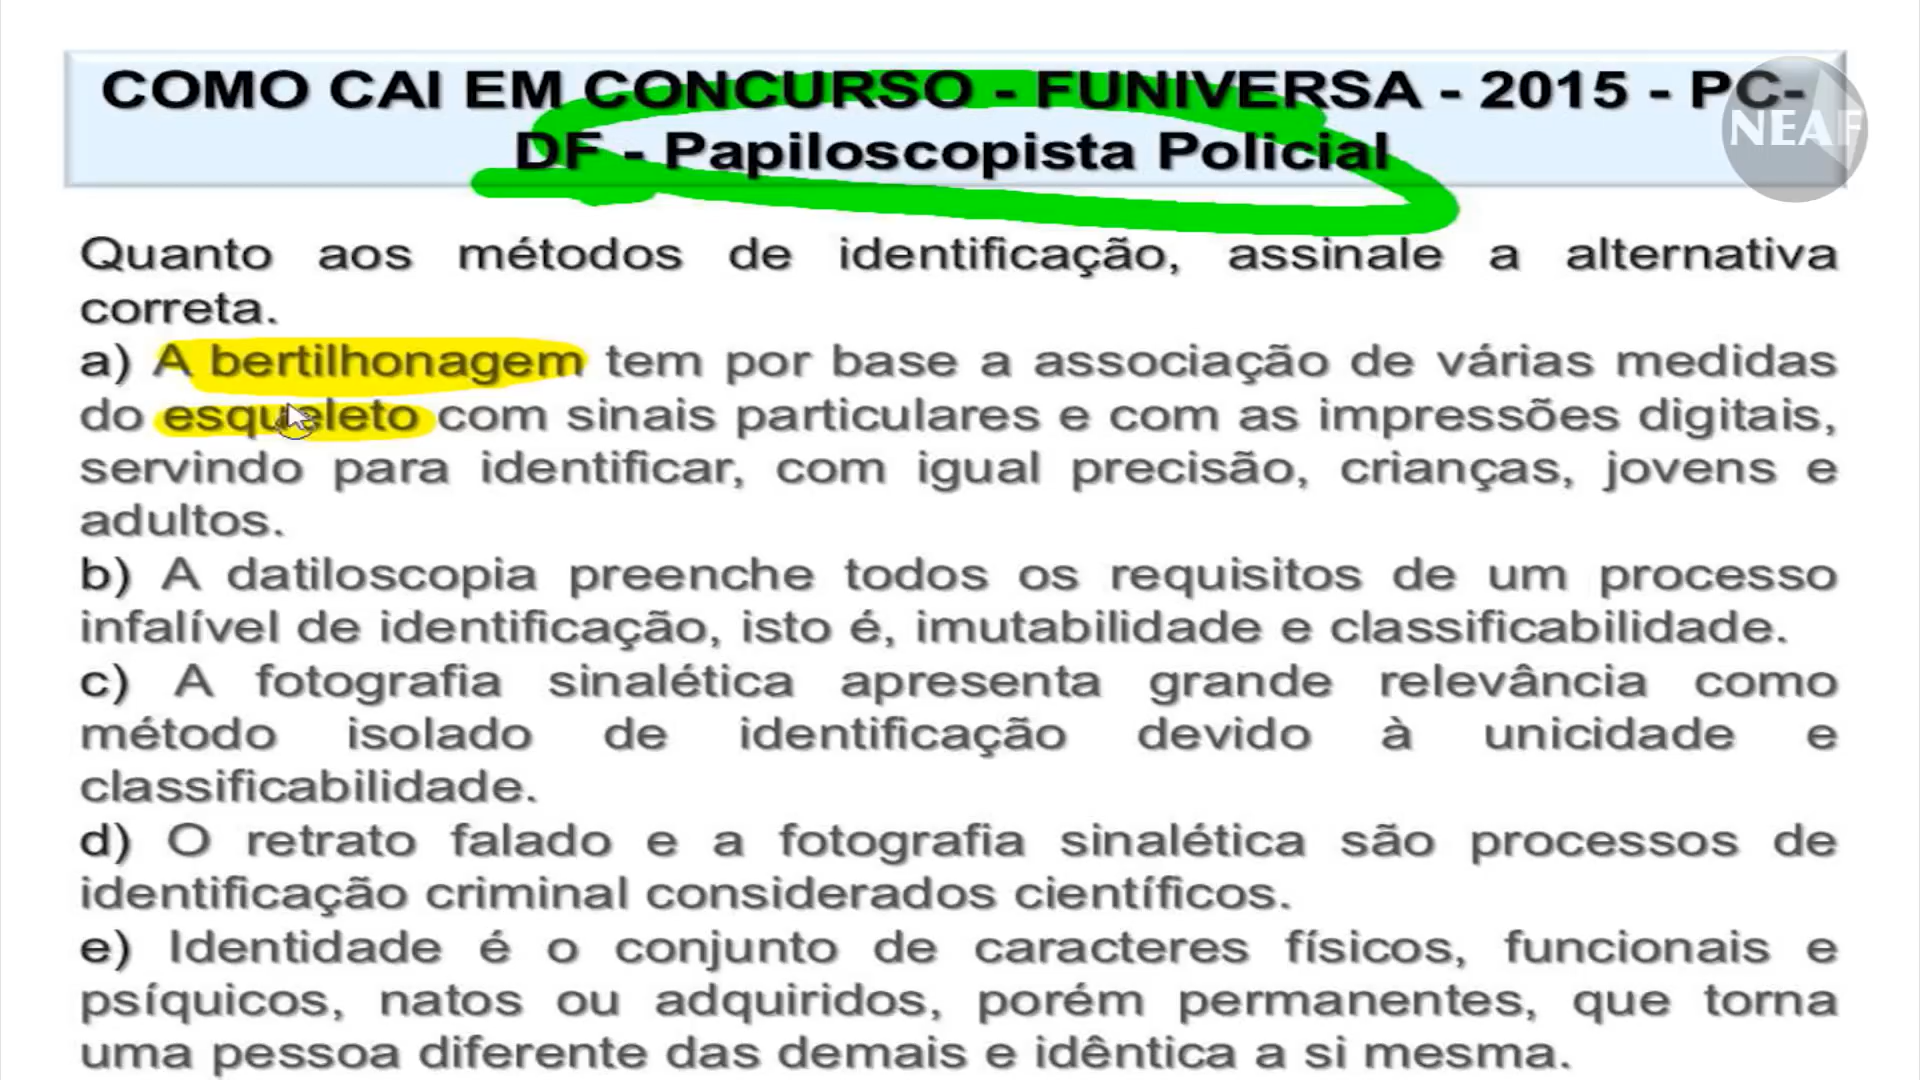 COMO CAI EM CONCURSO - FUNIVERSA - 2015 - PC-
DF - Papiloscopista Policial
NEAF
Quanto aos métodos de identificação, assinale a alternativa
correta.
a) A bertilhonagem tem por base a associação de várias medidas
do esqueleto com sinais particulares e com as impressões digitais,
servindo para identificar, com igual precisão, crianças, jovens e
adultos.
b) A datiloscopia preenche todos os requisitos de um processo
infalível de identificação, isto é, imutabilidade e classificabilidade.
c) A fotografia sinalética apresenta grande relevância como
método isolado de identificação devido à unicidade e
classificabilidade.
d) O retrato falado e a fotografia sinalética são processos de
identificação criminal considerados científicos.
e) Identidade é o conjunto de caracteres físicos, funcionais e
psíquicos, natos ou adquiridos, porém permanentes, que torna
uma pessoa diferente das demais e idêntica a si mesma.